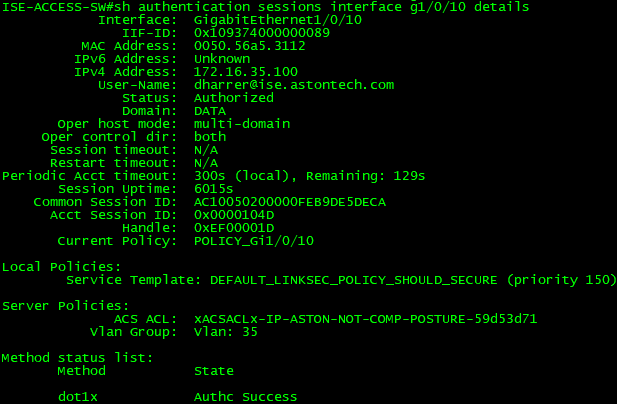 ISE-ACCESS-SW#sh authentication sessions interface g1/0/10 details
Interface: GigabitEthernet1/0/10
IIF-ID: 0x109374000000089
MAC Address: 0050.56a5.3112
IPv6 Address: Unknown
IPv4 Address: 172.16.35.100
User-Name: dharrer@ise.astontech.com
Status: Authorized
Domain: DATA
Oper host mode: multi-domain
Oper control dir: both
Session timeout: N/A
Restart timeout: N/A
Periodic Acct timeout: 300s (local), Remaining: 129s
Session Uptime: 6015s
Common Session ID: AC10050200000FEB9DE5DECA
Acct Session ID: 0x0000104D
Handle: 0xEF00001D
Current Policy: POLICY_Gi1/0/10
Local Policies:
Service Template: DEFAULT_LINKSEC_POLICY_SHOULD_SECURE (priority 150)
Server Policies:
ACS ACL: xACSACLx-IP-ASTON-NOT-COMP-POSTURE-59d53d71
Vlan Group: Vlan: 35
Method status list:
Method State
dot1x Authc Success